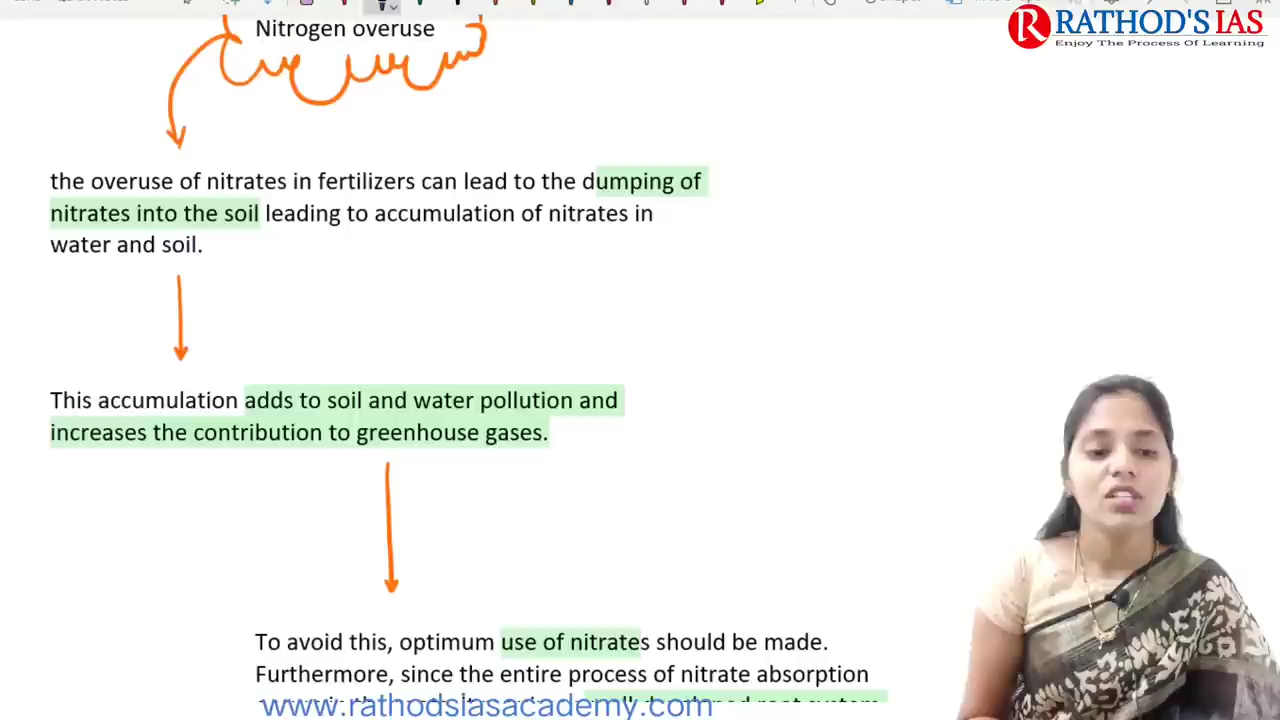 RATHOD'S IAS
Enjoy The Process Of Learning
Nitrogen overuse
the overuse of nitrates in fertilizers can lead to the dumping of
nitrates into the soil leading to accumulation of nitrates in
water and soil.
This accumulation adds to soil and water pollution and
increases the contribution to greenhouse gases.
To avoid this, optimum use of nitrates should be made.
Furthermore, since the entire process of nitrate absorption
root system
www.rathodsiasacademy.com